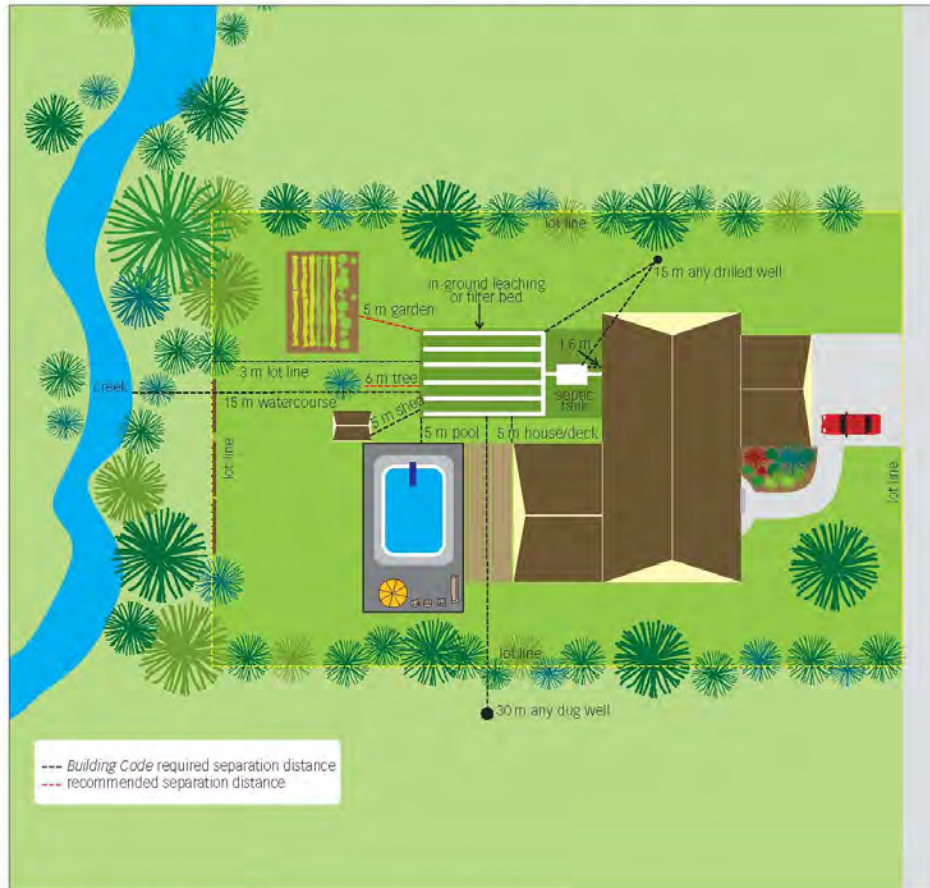 lot line
15 m any drilled well
in-ground leaching
or filter bed
5 m garden
1.6 m
3 m lot line
6 m tree
septic
tank
creek
15 m watercourse
5 m shed
5 m pool
5 m house/deck
lot line
lot line
lot line
30 m any dug well
--- Building Code required separation distance
--- recommended separation distance